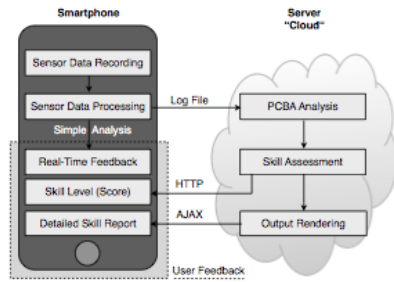 Smartphone
Server
"Cloud"
Sensor Data Recording
Sensor Data Processing
Log File
PCBA Analysis
Simple Analysis
Real-Time Feedback
Skill Assessment
Skill Level (Score)
HTTP
Detailed Skill Report
AJAX
Output Rendering
User Feedback